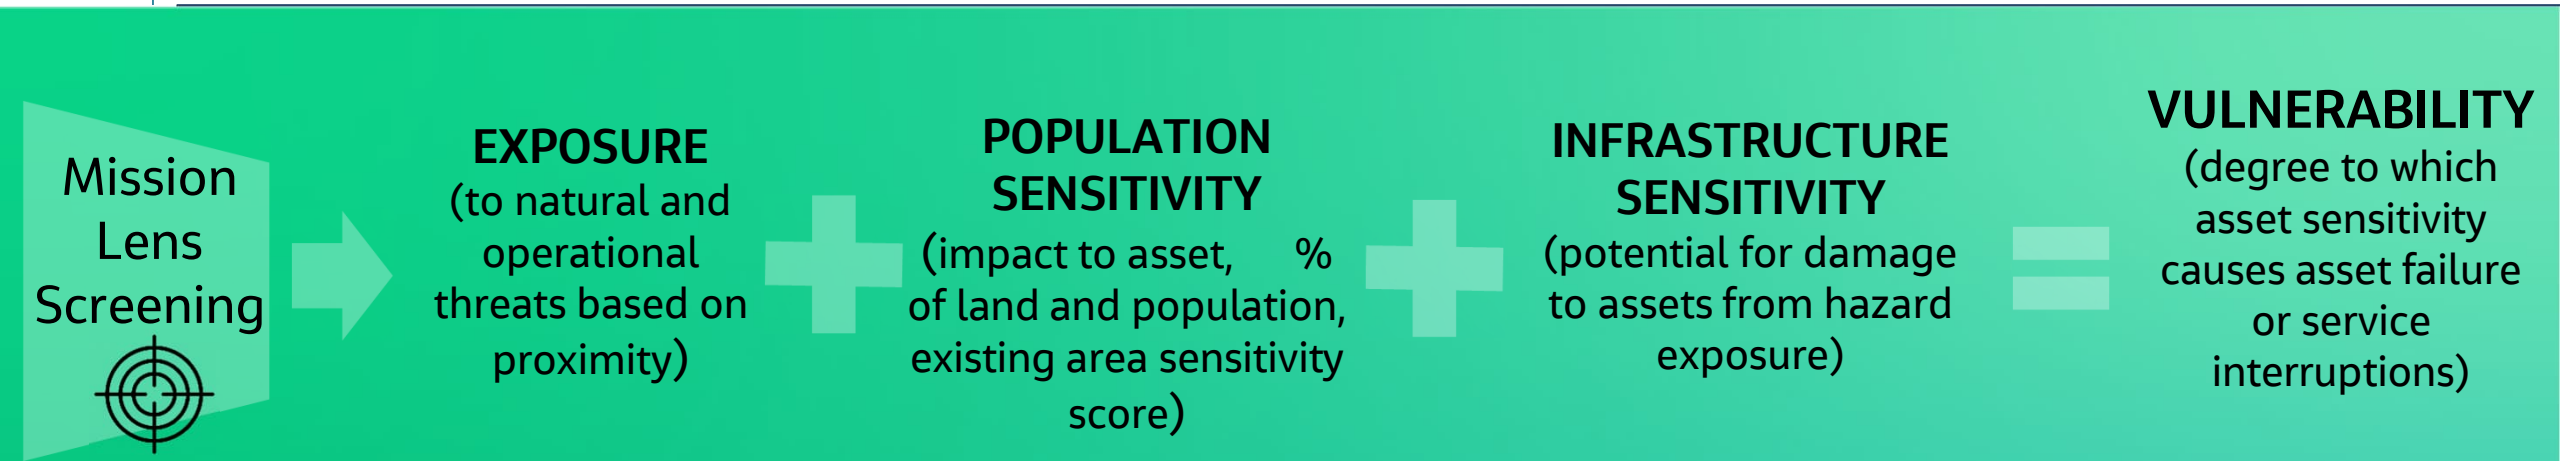 Mission
Lens
Screening
EXPOSURE
(to natural and
operational
threats based on
proximity)
POPULATION
SENSITIVITY
(impact to asset, %
of land and population,
existing area sensitivity
score)
INFRASTRUCTURE
SENSITIVITY
(potential for damage
to assets from hazard
exposure)
VULNERABILITY
(degree to which
asset sensitivity
causes asset failure
or service
interruptions)